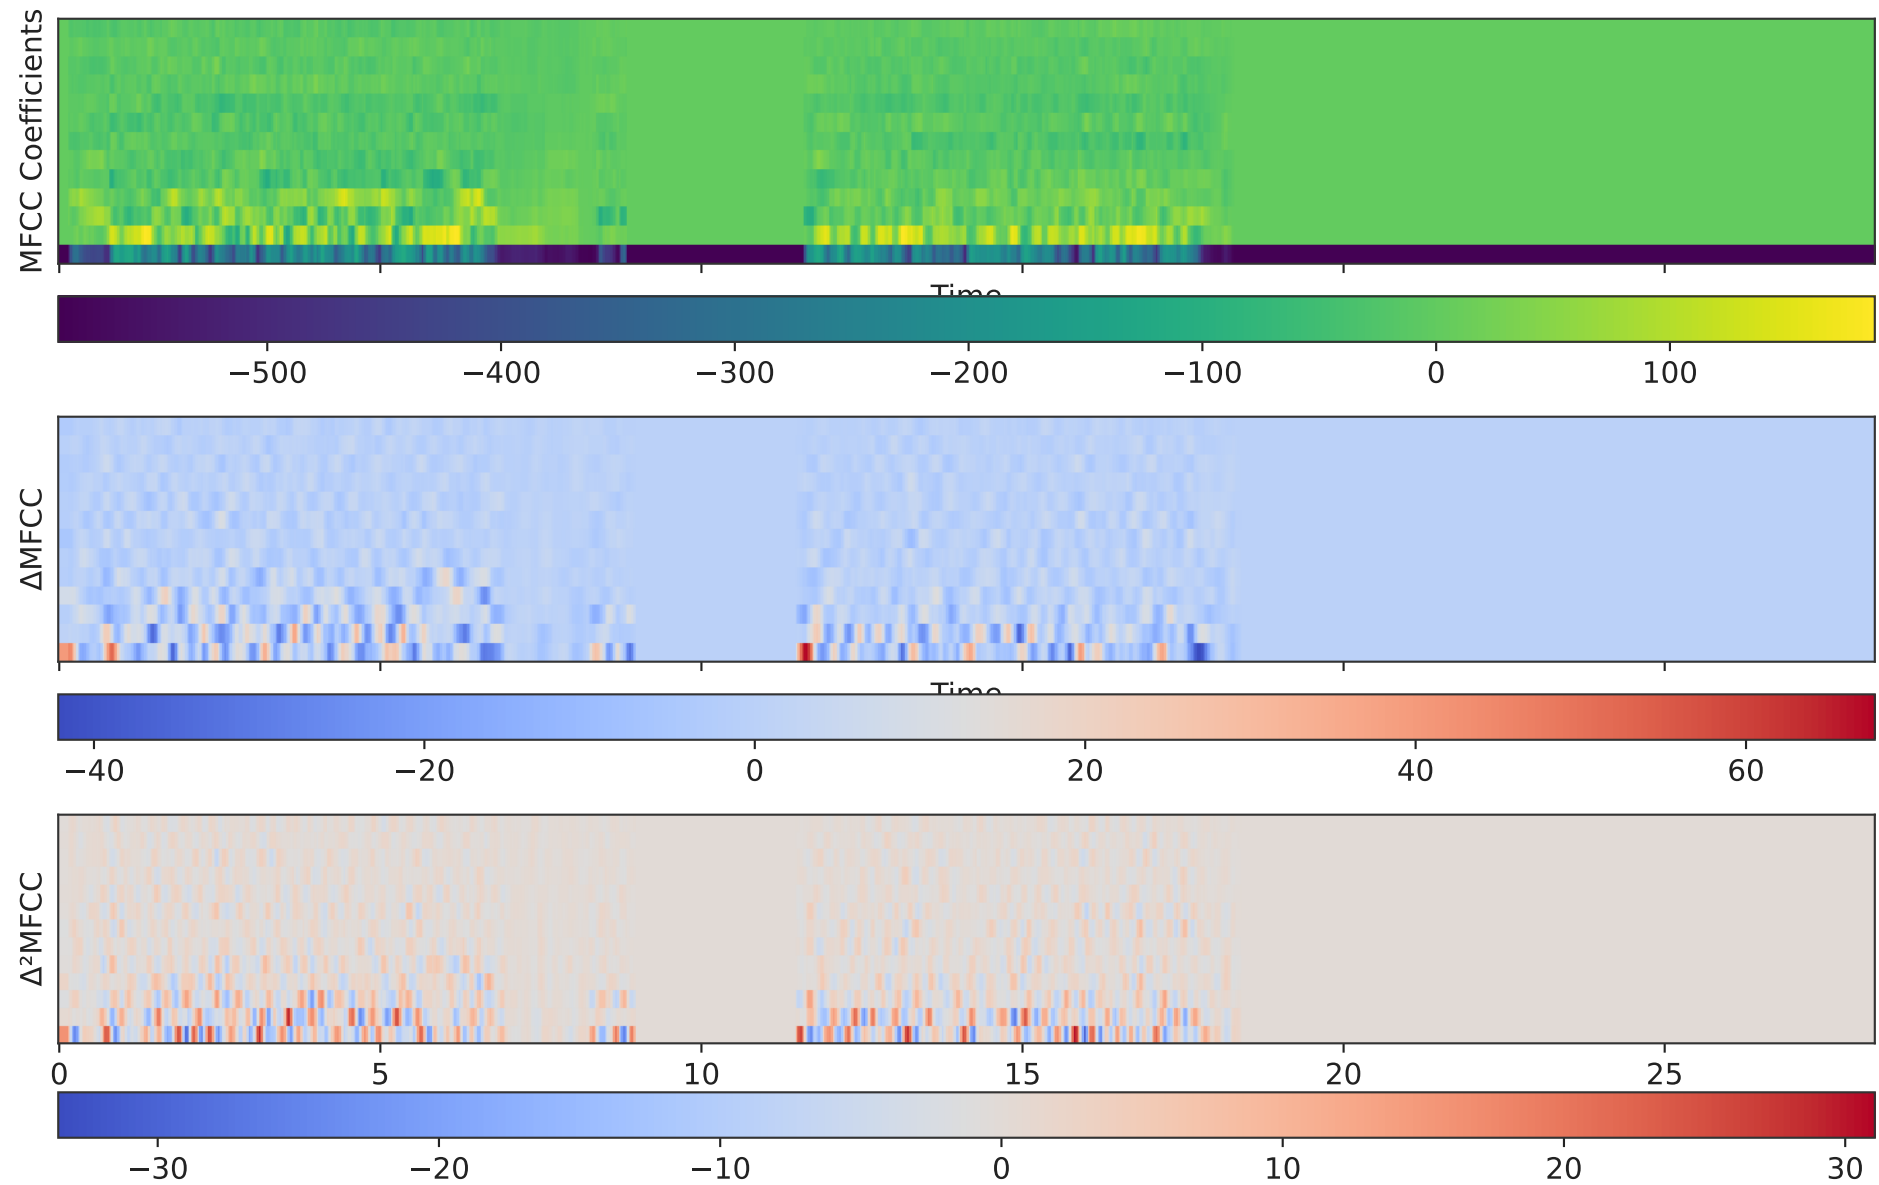 MFCC Coefficients
Time
−500 −400 −300 −200 −100 0 100
ΔMFCC
Time
−40 −20 0 20 40 60
Δ²MFCC
0 5 10 15 20 25
−30 −20 −10 0 10 20 30